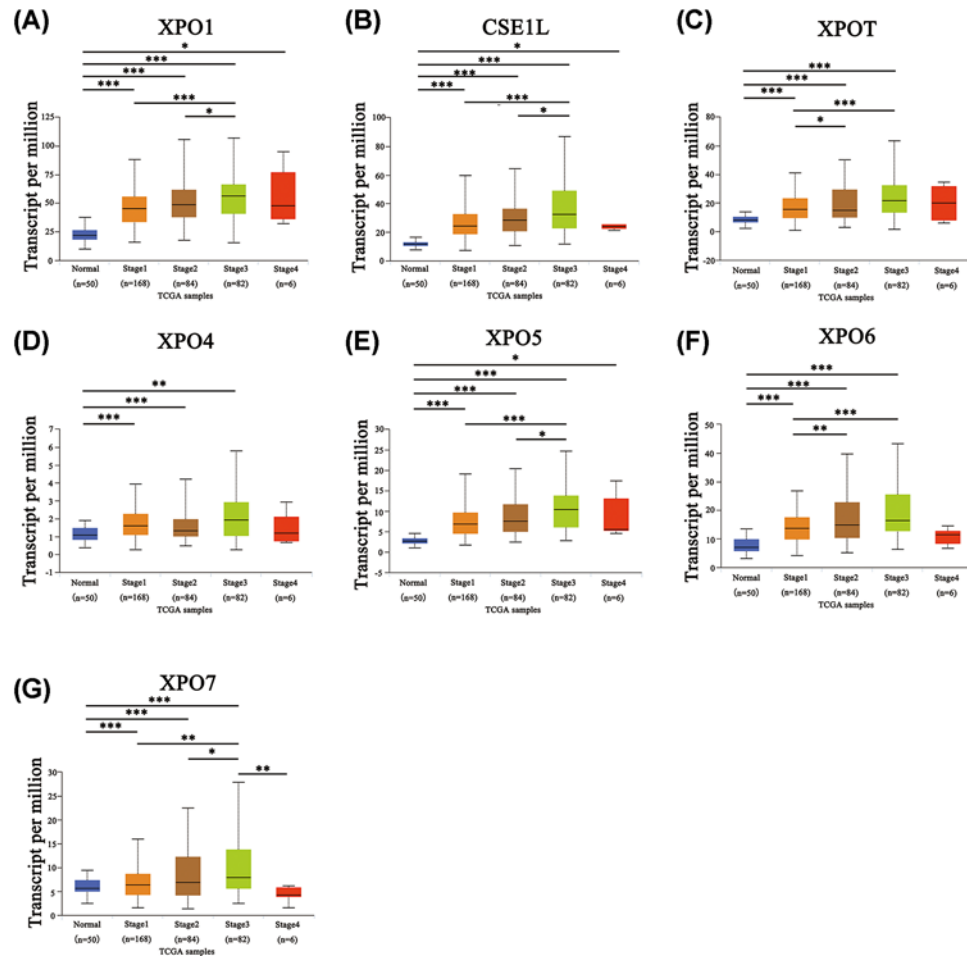 (A)
XPO1
*
***
***
***
***
*
Transcript per million
125
100
75
50
25
0
Normal Stage1 Stage2 Stage3 Stage4
(n=50) (n=168) (n=84) (n=82) (n=6)
TCGA samples
(B)
CSE1L
*
***
***
***
***
*
Transcript per million
100
80
60
40
20
0
Normal Stage1 Stage2 Stage3 Stage4
(n=50) (n=168) (n=84) (n=82) (n=6)
TCGA samples
(C)
XPOT
***
***
***
***
*
Transcript per million
80
60
40
20
0
-20
Normal Stage1 Stage2 Stage3 Stage4
(n=50) (n=168) (n=84) (n=82) (n=6)
TCGA samples
(D)
XPO4
**
***
***
Transcript per million
7
6
5
4
3
2
1
0
-1
Normal Stage1 Stage2 Stage3 Stage4
(n=50) (n=168) (n=84) (n=82) (n=6)
TCGA samples
(E)
XPO5
*
***
***
***
***
*
Transcript per million
30
25
20
15
10
5
0
-5
Normal Stage1 Stage2 Stage3 Stage4
(n=50) (n=168) (n=84) (n=82) (n=6)
TCGA samples
(F)
XPO6
***
***
***
***
**
Transcript per million
50
40
30
20
10
0
Normal Stage1 Stage2 Stage3 Stage4
(n=50) (n=168) (n=84) (n=82) (n=6)
TCGA samples
(G)
XPO7
***
***
***
**
*
**
Transcript per million
30
25
20
15
10
5
0
Normal Stage1 Stage2 Stage3 Stage4
(n=50) (n=168) (n=84) (n=82) (n=6)
TCGA samples